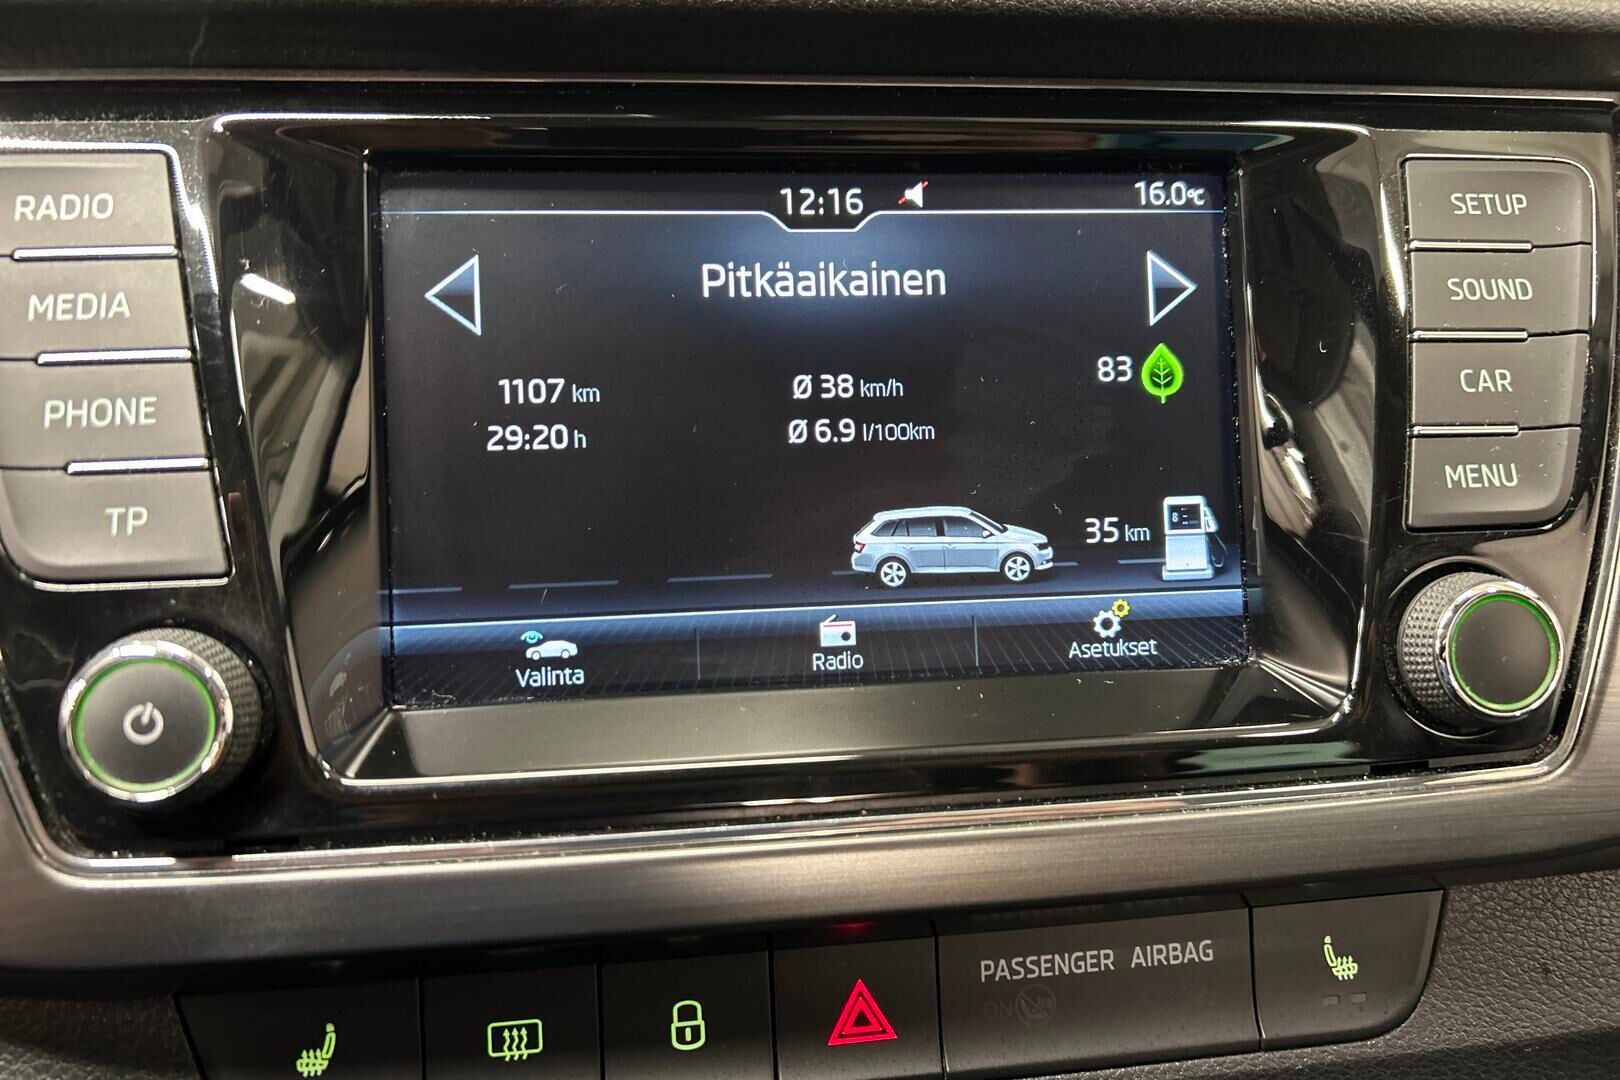 RADIO
MEDIA
PHONE
TP
12:16
16.0°C
Pitkäaikainen
1107 km
29:20 h
Ø 38 km/h
Ø 6.9 l/100km
83
35 km
Valinta
Radio
Asetukset
SETUP
SOUND
CAR
MENU
PASSENGER AIRBAG
ON